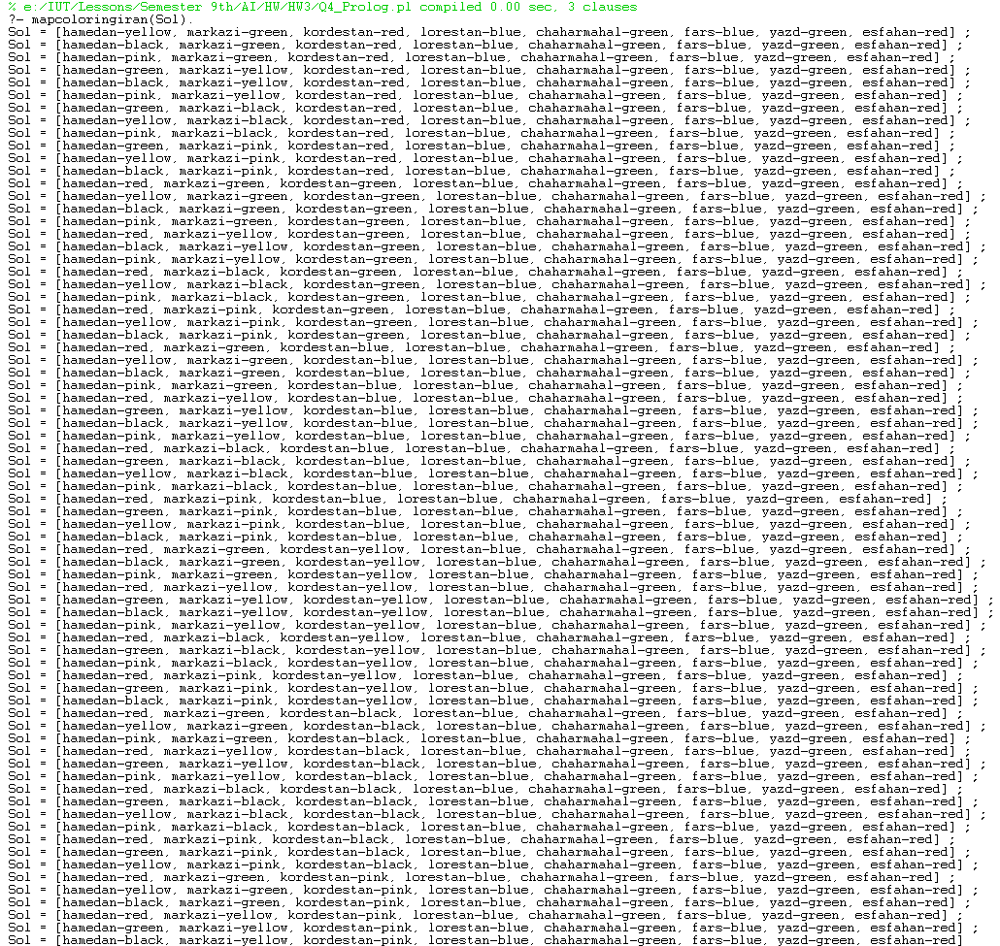 % e:/IUT/Lessons/Semester 9th/AI/HW/HW3/Q4_Prolog.pl compiled 0.00 sec, 3 clauses
?- mapcoloringiran(Sol).
Sol = [hamedan-yellow, markazi-green, kordestan-red, lorestan-blue, chaharmahal-green, fars-blue, yazd-green, esfahan-red] ;
Sol = [hamedan-black, markazi-green, kordestan-red, lorestan-blue, chaharmahal-green, fars-blue, yazd-green, esfahan-red] ;
Sol = [hamedan-pink, markazi-green, kordestan-red, lorestan-blue, chaharmahal-green, fars-blue, yazd-green, esfahan-red] ;
Sol = [hamedan-green, markazi-yellow, kordestan-red, lorestan-blue, chaharmahal-green, fars-blue, yazd-green, esfahan-red] ;
Sol = [hamedan-black, markazi-yellow, kordestan-red, lorestan-blue, chaharmahal-green, fars-blue, yazd-green, esfahan-red] ;
Sol = [hamedan-pink, markazi-yellow, kordestan-red, lorestan-blue, chaharmahal-green, fars-blue, yazd-green, esfahan-red] ;
Sol = [hamedan-green, markazi-black, kordestan-red, lorestan-blue, chaharmahal-green, fars-blue, yazd-green, esfahan-red] ;
Sol = [hamedan-yellow, markazi-black, kordestan-red, lorestan-blue, chaharmahal-green, fars-blue, yazd-green, esfahan-red] ;
Sol = [hamedan-pink, markazi-black, kordestan-red, lorestan-blue, chaharmahal-green, fars-blue, yazd-green, esfahan-red] ;
Sol = [hamedan-green, markazi-pink, kordestan-red, lorestan-blue, chaharmahal-green, fars-blue, yazd-green, esfahan-red] ;
Sol = [hamedan-yellow, markazi-pink, kordestan-red, lorestan-blue, chaharmahal-green, fars-blue, yazd-green, esfahan-red] ;
Sol = [hamedan-black, markazi-pink, kordestan-red, lorestan-blue, chaharmahal-green, fars-blue, yazd-green, esfahan-red] ;
Sol = [hamedan-red, markazi-green, kordestan-green, lorestan-blue, chaharmahal-green, fars-blue, yazd-green, esfahan-red] ;
Sol = [hamedan-yellow, markazi-green, kordestan-green, lorestan-blue, chaharmahal-green, fars-blue, yazd-green, esfahan-red] ;
Sol = [hamedan-black, markazi-green, kordestan-green, lorestan-blue, chaharmahal-green, fars-blue, yazd-green, esfahan-red] ;
Sol = [hamedan-pink, markazi-green, kordestan-green, lorestan-blue, chaharmahal-green, fars-blue, yazd-green, esfahan-red] ;
Sol = [hamedan-red, markazi-yellow, kordestan-green, lorestan-blue, chaharmahal-green, fars-blue, yazd-green, esfahan-red] ;
Sol = [hamedan-black, markazi-yellow, kordestan-green, lorestan-blue, chaharmahal-green, fars-blue, yazd-green, esfahan-red] ;
Sol = [hamedan-pink, markazi-yellow, kordestan-green, lorestan-blue, chaharmahal-green, fars-blue, yazd-green, esfahan-red] ;
Sol = [hamedan-red, markazi-black, kordestan-green, lorestan-blue, chaharmahal-green, fars-blue, yazd-green, esfahan-red] ;
Sol = [hamedan-yellow, markazi-black, kordestan-green, lorestan-blue, chaharmahal-green, fars-blue, yazd-green, esfahan-red] ;
Sol = [hamedan-pink, markazi-black, kordestan-green, lorestan-blue, chaharmahal-green, fars-blue, yazd-green, esfahan-red] ;
Sol = [hamedan-red, markazi-pink, kordestan-green, lorestan-blue, chaharmahal-green, fars-blue, yazd-green, esfahan-red] ;
Sol = [hamedan-yellow, markazi-pink, kordestan-green, lorestan-blue, chaharmahal-green, fars-blue, yazd-green, esfahan-red] ;
Sol = [hamedan-black, markazi-pink, kordestan-green, lorestan-blue, chaharmahal-green, fars-blue, yazd-green, esfahan-red] ;
Sol = [hamedan-red, markazi-green, kordestan-blue, lorestan-blue, chaharmahal-green, fars-blue, yazd-green, esfahan-red] ;
Sol = [hamedan-yellow, markazi-green, kordestan-blue, lorestan-blue, chaharmahal-green, fars-blue, yazd-green, esfahan-red] ;
Sol = [hamedan-black, markazi-green, kordestan-blue, lorestan-blue, chaharmahal-green, fars-blue, yazd-green, esfahan-red] ;
Sol = [hamedan-pink, markazi-green, kordestan-blue, lorestan-blue, chaharmahal-green, fars-blue, yazd-green, esfahan-red] ;
Sol = [hamedan-red, markazi-yellow, kordestan-blue, lorestan-blue, chaharmahal-green, fars-blue, yazd-green, esfahan-red] ;
Sol = [hamedan-green, markazi-yellow, kordestan-blue, lorestan-blue, chaharmahal-green, fars-blue, yazd-green, esfahan-red] ;
Sol = [hamedan-black, markazi-yellow, kordestan-blue, lorestan-blue, chaharmahal-green, fars-blue, yazd-green, esfahan-red] ;
Sol = [hamedan-pink, markazi-yellow, kordestan-blue, lorestan-blue, chaharmahal-green, fars-blue, yazd-green, esfahan-red] ;
Sol = [hamedan-red, markazi-black, kordestan-blue, lorestan-blue, chaharmahal-green, fars-blue, yazd-green, esfahan-red] ;
Sol = [hamedan-green, markazi-black, kordestan-blue, lorestan-blue, chaharmahal-green, fars-blue, yazd-green, esfahan-red] ;
Sol = [hamedan-yellow, markazi-black, kordestan-blue, lorestan-blue, chaharmahal-green, fars-blue, yazd-green, esfahan-red] ;
Sol = [hamedan-pink, markazi-black, kordestan-blue, lorestan-blue, chaharmahal-green, fars-blue, yazd-green, esfahan-red] ;
Sol = [hamedan-red, markazi-pink, kordestan-blue, lorestan-blue, chaharmahal-green, fars-blue, yazd-green, esfahan-red] ;
Sol = [hamedan-green, markazi-pink, kordestan-blue, lorestan-blue, chaharmahal-green, fars-blue, yazd-green, esfahan-red] ;
Sol = [hamedan-yellow, markazi-pink, kordestan-blue, lorestan-blue, chaharmahal-green, fars-blue, yazd-green, esfahan-red] ;
Sol = [hamedan-black, markazi-pink, kordestan-blue, lorestan-blue, chaharmahal-green, fars-blue, yazd-green, esfahan-red] ;
Sol = [hamedan-red, markazi-green, kordestan-yellow, lorestan-blue, chaharmahal-green, fars-blue, yazd-green, esfahan-red] ;
Sol = [hamedan-black, markazi-green, kordestan-yellow, lorestan-blue, chaharmahal-green, fars-blue, yazd-green, esfahan-red] ;
Sol = [hamedan-pink, markazi-green, kordestan-yellow, lorestan-blue, chaharmahal-green, fars-blue, yazd-green, esfahan-red] ;
Sol = [hamedan-red, markazi-yellow, kordestan-yellow, lorestan-blue, chaharmahal-green, fars-blue, yazd-green, esfahan-red] ;
Sol = [hamedan-green, markazi-yellow, kordestan-yellow, lorestan-blue, chaharmahal-green, fars-blue, yazd-green, esfahan-red] ;
Sol = [hamedan-black, markazi-yellow, kordestan-yellow, lorestan-blue, chaharmahal-green, fars-blue, yazd-green, esfahan-red] ;
Sol = [hamedan-pink, markazi-yellow, kordestan-yellow, lorestan-blue, chaharmahal-green, fars-blue, yazd-green, esfahan-red] ;
Sol = [hamedan-red, markazi-black, kordestan-yellow, lorestan-blue, chaharmahal-green, fars-blue, yazd-green, esfahan-red] ;
Sol = [hamedan-green, markazi-black, kordestan-yellow, lorestan-blue, chaharmahal-green, fars-blue, yazd-green, esfahan-red] ;
Sol = [hamedan-pink, markazi-black, kordestan-yellow, lorestan-blue, chaharmahal-green, fars-blue, yazd-green, esfahan-red] ;
Sol = [hamedan-red, markazi-pink, kordestan-yellow, lorestan-blue, chaharmahal-green, fars-blue, yazd-green, esfahan-red] ;
Sol = [hamedan-green, markazi-pink, kordestan-yellow, lorestan-blue, chaharmahal-green, fars-blue, yazd-green, esfahan-red] ;
Sol = [hamedan-black, markazi-pink, kordestan-yellow, lorestan-blue, chaharmahal-green, fars-blue, yazd-green, esfahan-red] ;
Sol = [hamedan-red, markazi-green, kordestan-black, lorestan-blue, chaharmahal-green, fars-blue, yazd-green, esfahan-red] ;
Sol = [hamedan-yellow, markazi-green, kordestan-black, lorestan-blue, chaharmahal-green, fars-blue, yazd-green, esfahan-red] ;
Sol = [hamedan-pink, markazi-green, kordestan-black, lorestan-blue, chaharmahal-green, fars-blue, yazd-green, esfahan-red] ;
Sol = [hamedan-red, markazi-yellow, kordestan-black, lorestan-blue, chaharmahal-green, fars-blue, yazd-green, esfahan-red] ;
Sol = [hamedan-green, markazi-yellow, kordestan-black, lorestan-blue, chaharmahal-green, fars-blue, yazd-green, esfahan-red] ;
Sol = [hamedan-pink, markazi-yellow, kordestan-black, lorestan-blue, chaharmahal-green, fars-blue, yazd-green, esfahan-red] ;
Sol = [hamedan-red, markazi-black, kordestan-black, lorestan-blue, chaharmahal-green, fars-blue, yazd-green, esfahan-red] ;
Sol = [hamedan-green, markazi-black, kordestan-black, lorestan-blue, chaharmahal-green, fars-blue, yazd-green, esfahan-red] ;
Sol = [hamedan-yellow, markazi-black, kordestan-black, lorestan-blue, chaharmahal-green, fars-blue, yazd-green, esfahan-red] ;
Sol = [hamedan-pink, markazi-black, kordestan-black, lorestan-blue, chaharmahal-green, fars-blue, yazd-green, esfahan-red] ;
Sol = [hamedan-red, markazi-pink, kordestan-black, lorestan-blue, chaharmahal-green, fars-blue, yazd-green, esfahan-red] ;
Sol = [hamedan-green, markazi-pink, kordestan-black, lorestan-blue, chaharmahal-green, fars-blue, yazd-green, esfahan-red] ;
Sol = [hamedan-yellow, markazi-pink, kordestan-black, lorestan-blue, chaharmahal-green, fars-blue, yazd-green, esfahan-red] ;
Sol = [hamedan-red, markazi-green, kordestan-pink, lorestan-blue, chaharmahal-green, fars-blue, yazd-green, esfahan-red] ;
Sol = [hamedan-yellow, markazi-green, kordestan-pink, lorestan-blue, chaharmahal-green, fars-blue, yazd-green, esfahan-red] ;
Sol = [hamedan-black, markazi-green, kordestan-pink, lorestan-blue, chaharmahal-green, fars-blue, yazd-green, esfahan-red] ;
Sol = [hamedan-red, markazi-yellow, kordestan-pink, lorestan-blue, chaharmahal-green, fars-blue, yazd-green, esfahan-red] ;
Sol = [hamedan-green, markazi-yellow, kordestan-pink, lorestan-blue, chaharmahal-green, fars-blue, yazd-green, esfahan-red] ;
Sol = [hamedan-black, markazi-yellow, kordestan-pink, lorestan-blue, chaharmahal-green, fars-blue, yazd-green, esfahan-red]